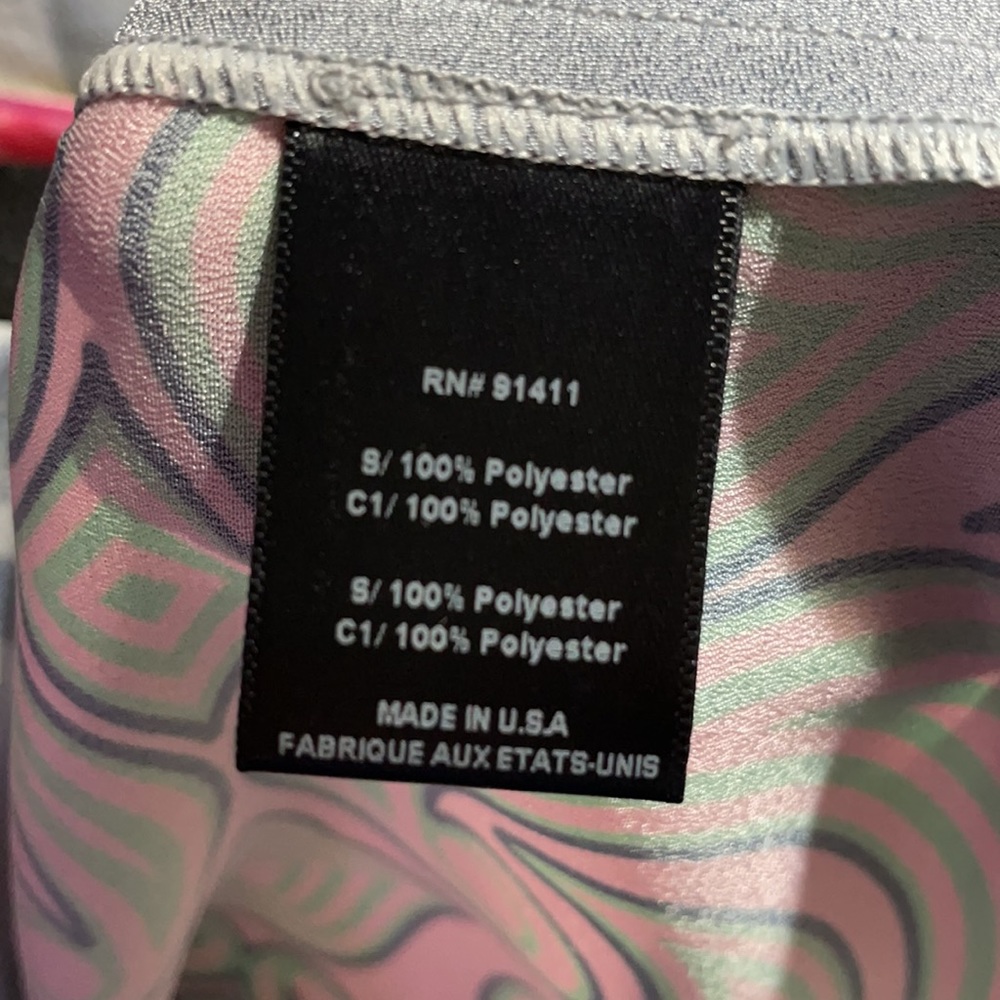 RN# 91411
S/ 100% Polyester
C1/ 100% Polyester
S/ 100% Polyester
C1/ 100% Polyester
MADE IN U.S.A
FABRIQUE AUX ETATS-UNIS